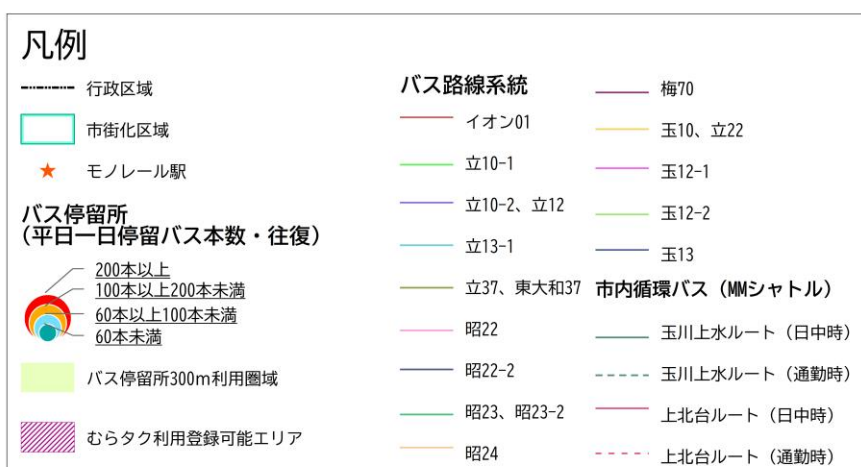 凡例
行政区域
市街化区域
モノレール駅
バス停留所
(平日一日停留バス本数・往復)
200本以上
100本以上200本未満
60本以上100本未満
60本未満
バス停留所300m利用圏域
むらタク利用登録可能エリア
バス路線系統
イオン01
立10-1
立10-2、立12
立13-1
立37、東大和37
昭22
昭22-2
昭23、昭23-2
昭24
梅70
玉10、立22
玉12-1
玉12-2
玉13
市内循環バス(MMシャトル)
玉川上水ルート(日中時)
玉川上水ルート(通勤時)
上北台ルート(日中時)
上北台ルート(通勤時)